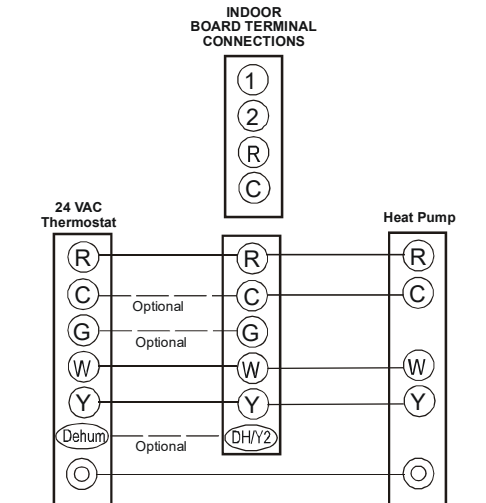 INDOOR
BOARD TERMINAL
CONNECTIONS
1
2
R
C
24 VAC
Thermostat
Heat Pump
R R R
C Optional C C
G Optional G
W W W
Y Y Y
Dehum Optional DH/Y2
O O